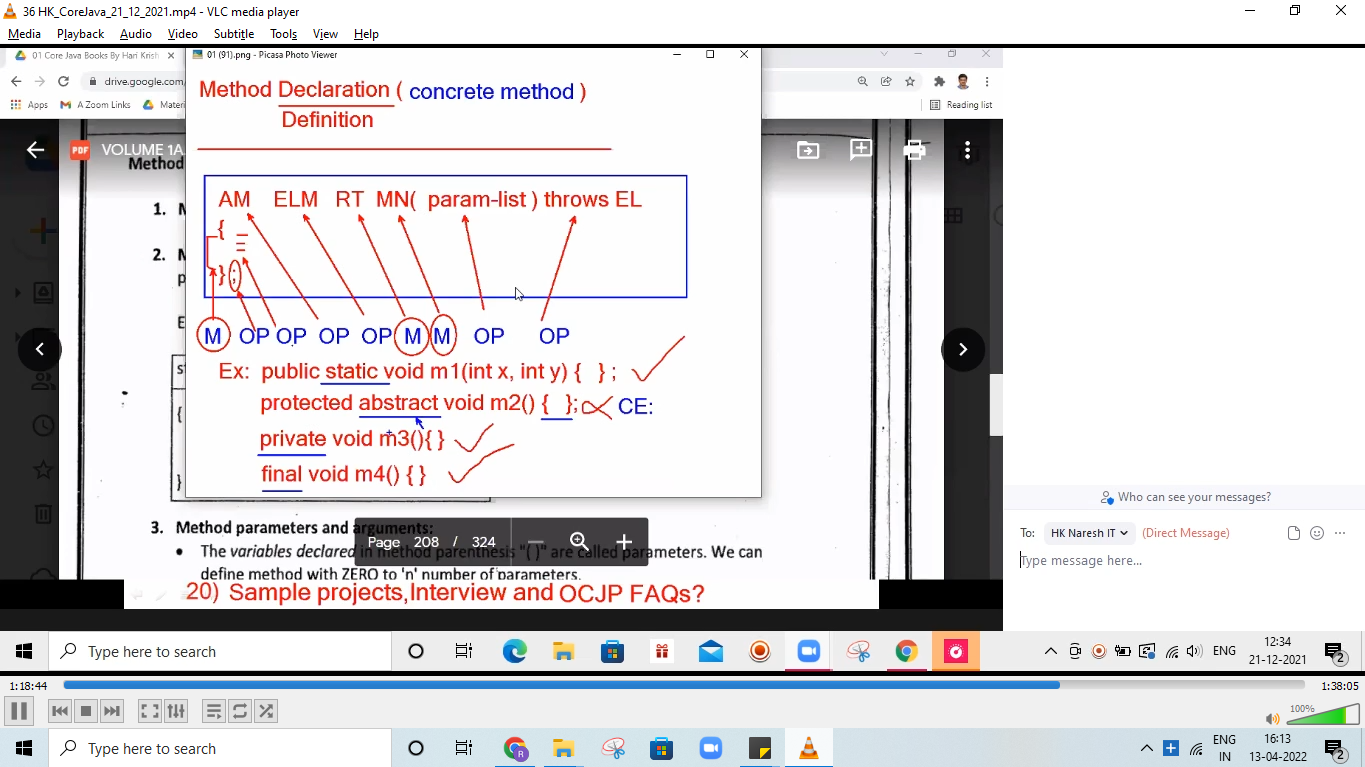 36 HK_CoreJava_21_12_2021.mp4 - VLC media player
Media Playback Audio Video Subtitle Tools View Help
01 Core Java Books By Hari Krish
01 (91).png - Picasa Photo Viewer
drive.google.com
Apps A Zoom Links Materi
Reading list
PDF VOLUME 1A
Method
1.
2.
Method Declaration ( concrete method )
Definition
AM ELM RT MN( param-list ) throws EL
{
} ;
M OP OP OP OP M M OP OP
Ex: public static void m1(int x, int y) { } ;
protected abstract void m2() { }; CE:
private void m3(){ }
final void m4() { }
{
}
3. Method parameters and arguments:
• The variables declared in method parenthesis "( )" are called parameters. We can
define method with ZERO to 'n' number of parameters.
Page 208 / 324
20) Sample projects,Interview and OCJP FAQs?
Who can see your messages?
To: HK Naresh IT (Direct Message)
Type message here...
Type here to search
ENG
12:34
21-12-2021
2
1:18:44
1:38:05
100%
Type here to search
R
ENG
IN
16:13
13-04-2022
2